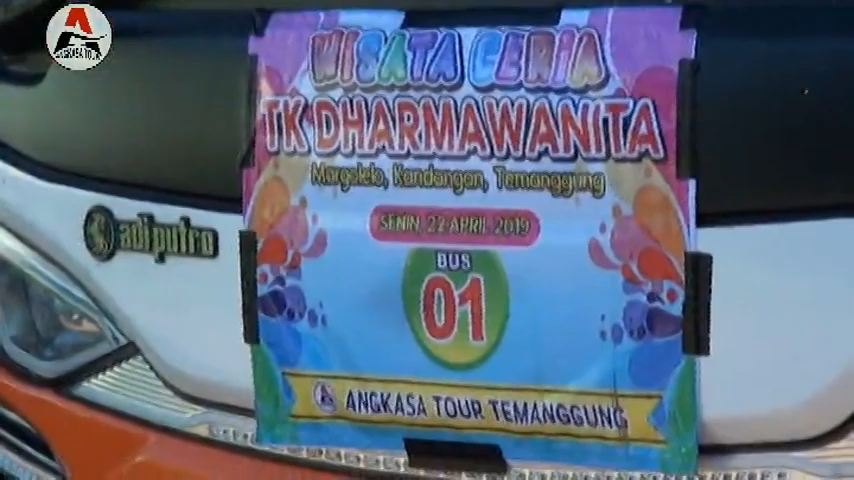 WISATA CERIA
TK DHARMAWANITA
Margolelo, Kandangan, Temanggung
SENIN, 22 APRIL 2019
adiputro
BUS
01
ANGKASA TOUR TEMANGGUNG